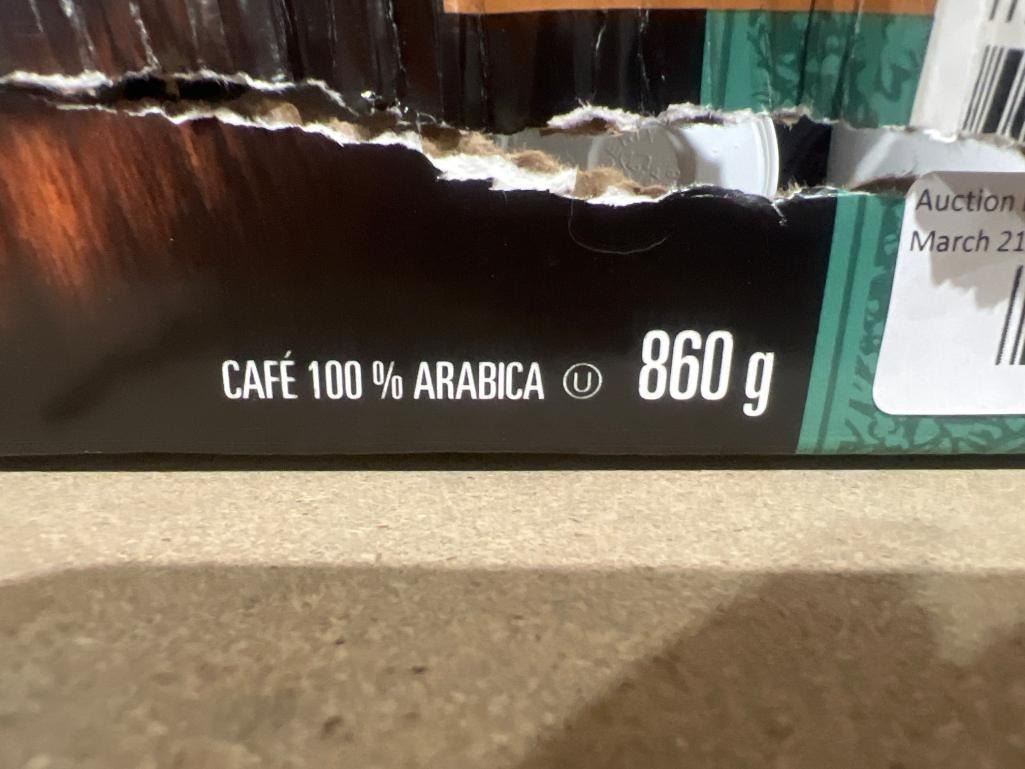 Auction
March 21
CAFÉ 100 % ARABICA Ⓤ 860 g